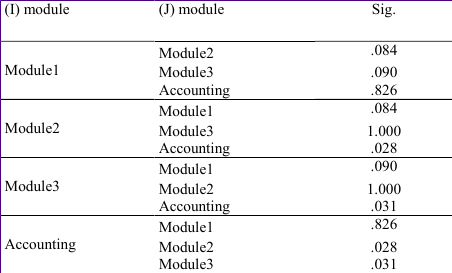 (I) module (J) module Sig.
Module1 Module2 .084
Module3 .090
Accounting .826
Module2 Module1 .084
Module3 1.000
Accounting .028
Module3 Module1 .090
Module2 1.000
Accounting .031
Accounting Module1 .826
Module2 .028
Module3 .031